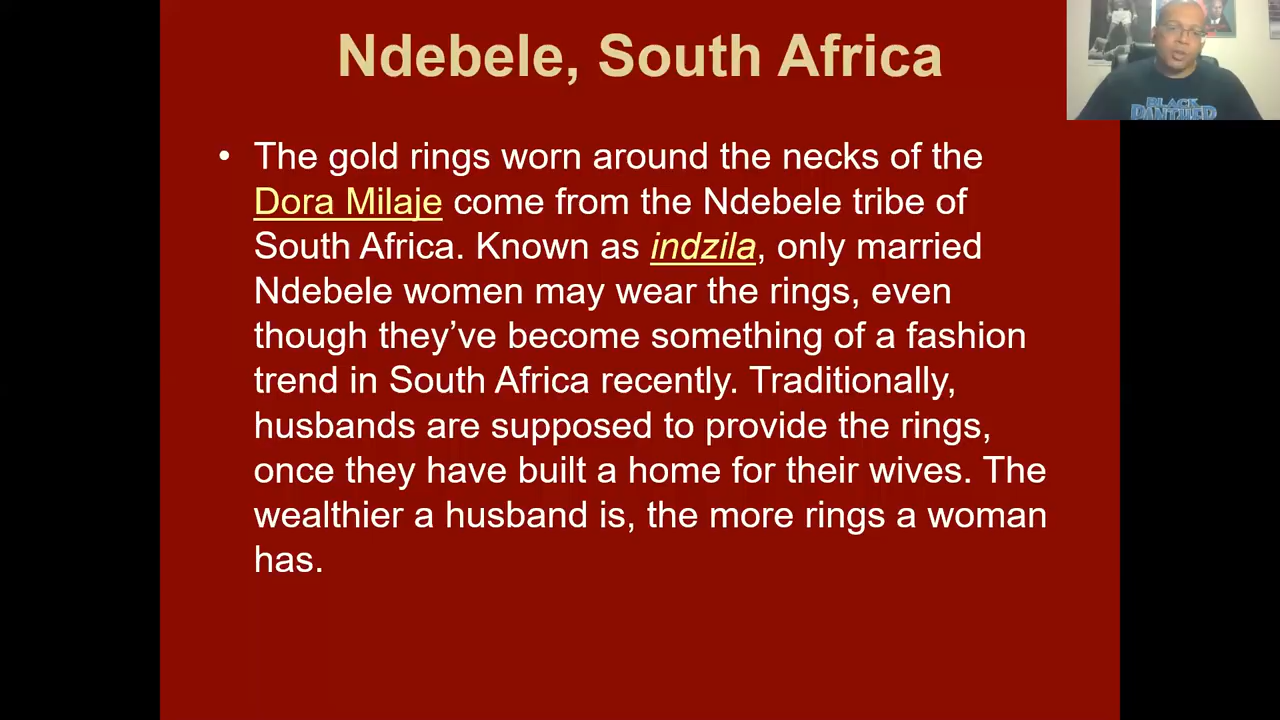 Ndebele, South Africa
• The gold rings worn around the necks of the
Dora Milaje come from the Ndebele tribe of
South Africa. Known as indzila, only married
Ndebele women may wear the rings, even
though they’ve become something of a fashion
trend in South Africa recently. Traditionally,
husbands are supposed to provide the rings,
once they have built a home for their wives. The
wealthier a husband is, the more rings a woman
has.
BLACK
PANTHER